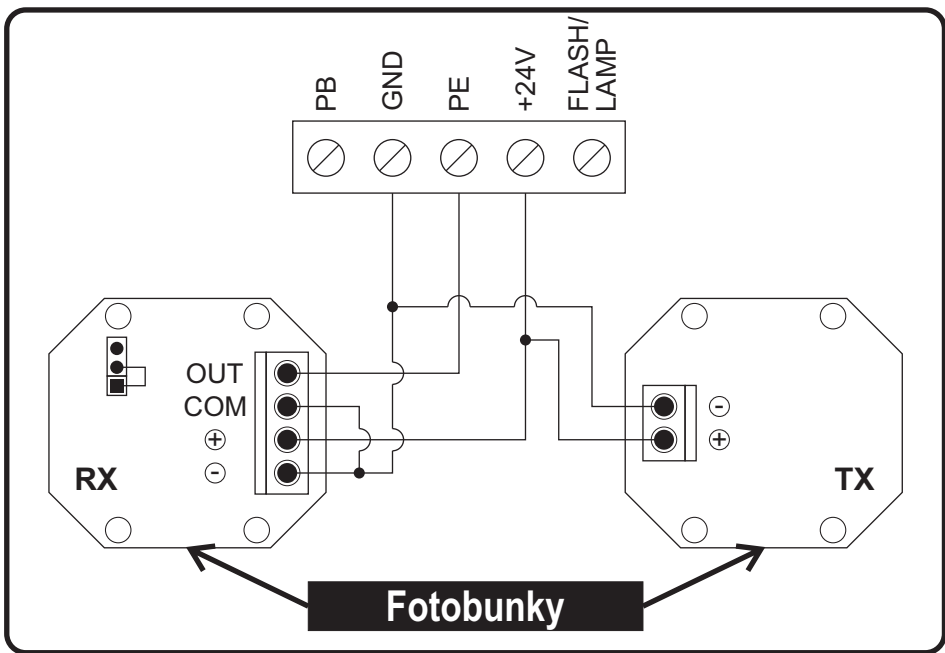 PB
GND
PE
+24V
FLASH/
LAMP
OUT
COM
+
-
RX
-
+
TX
Fotobunky